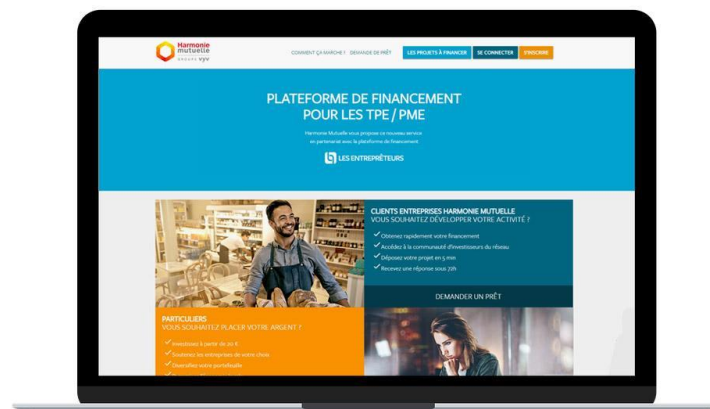 Harmonie
mutuelle
GROUPE vyv
COMMENT ÇA MARCHE ? DEMANDE DE PRÊT LES PROJETS À FINANCER SE CONNECTER S'INSCRIRE
PLATEFORME DE FINANCEMENT
POUR LES TPE / PME
Harmonie Mutuelle vous propose ce nouveau service
en partenariat avec la plateforme de financement
LES ENTREPRÊTEURS
CLIENTS ENTREPRISES HARMONIE MUTUELLE
VOUS SOUHAITEZ DÉVELOPPER VOTRE ACTIVITÉ ?
Obtenez rapidement votre financement
Accédez à la communauté d'investisseurs du réseau
Déposez votre projet en 5 min
Recevez une réponse sous 72h
DEMANDER UN PRÊT
PARTICULIERS
VOUS SOUHAITEZ PLACER VOTRE ARGENT ?
Investissez à partir de 20 €
Soutenez les entreprises de votre choix
Diversifiez votre portefeuille